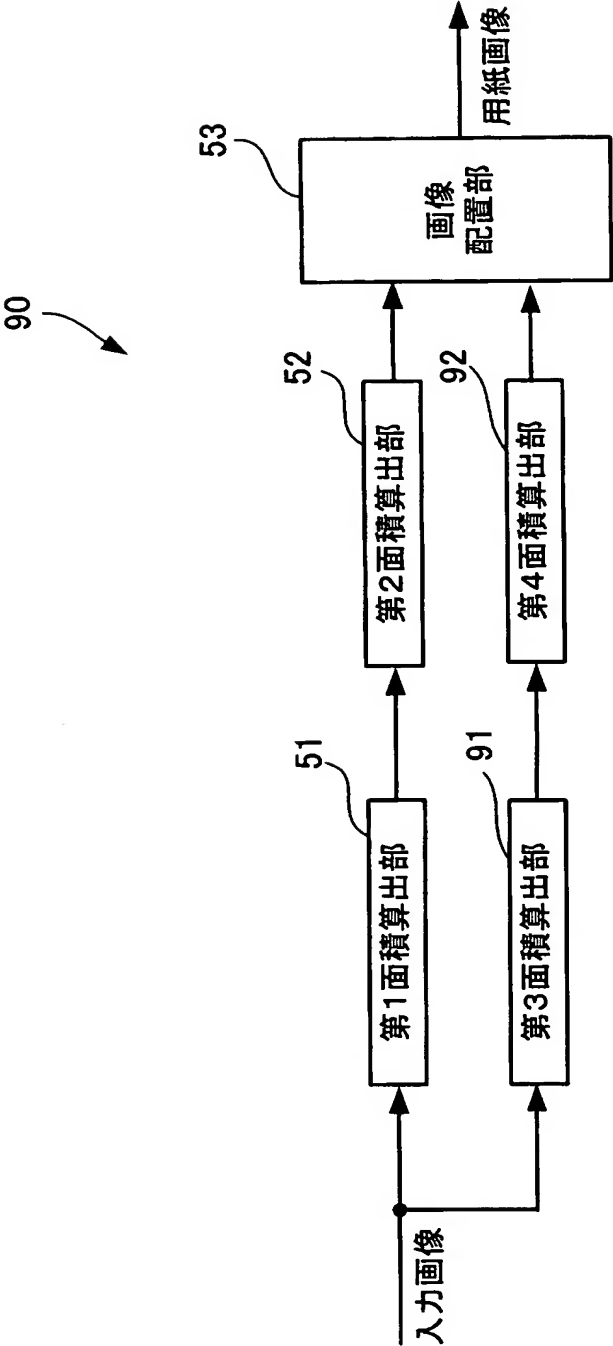 90
入力画像
51
第1面積算出部
52
第2面積算出部
91
第3面積算出部
92
第4面積算出部
53
画像
配置部
用紙画像